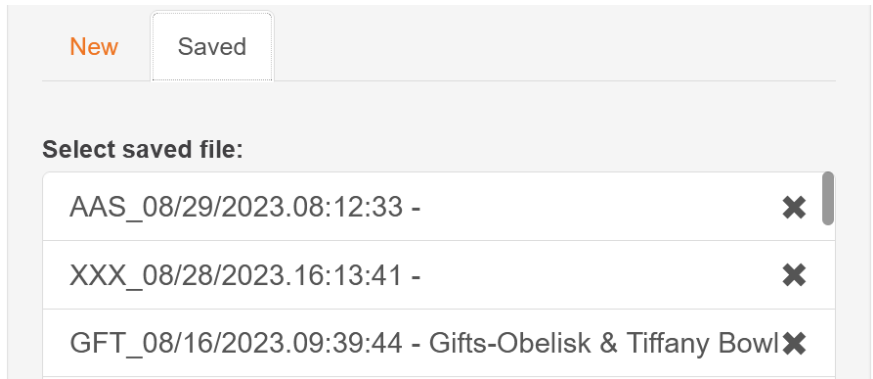 New Saved
Select saved file:
AAS_08/29/2023.08:12:33 -
XXX_08/28/2023.16:13:41 -
GFT_08/16/2023.09:39:44 - Gifts-Obelisk & Tiffany Bowl